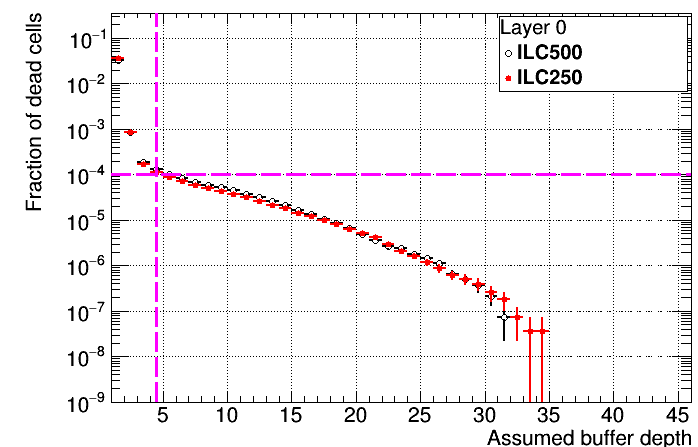 Fraction of dead cells
Layer 0
ILC500
ILC250
10⁻¹
10⁻²
10⁻³
10⁻⁴
10⁻⁵
10⁻⁶
10⁻⁷
10⁻⁸
10⁻⁹
5 10 15 20 25 30 35 40 45
Assumed buffer depth